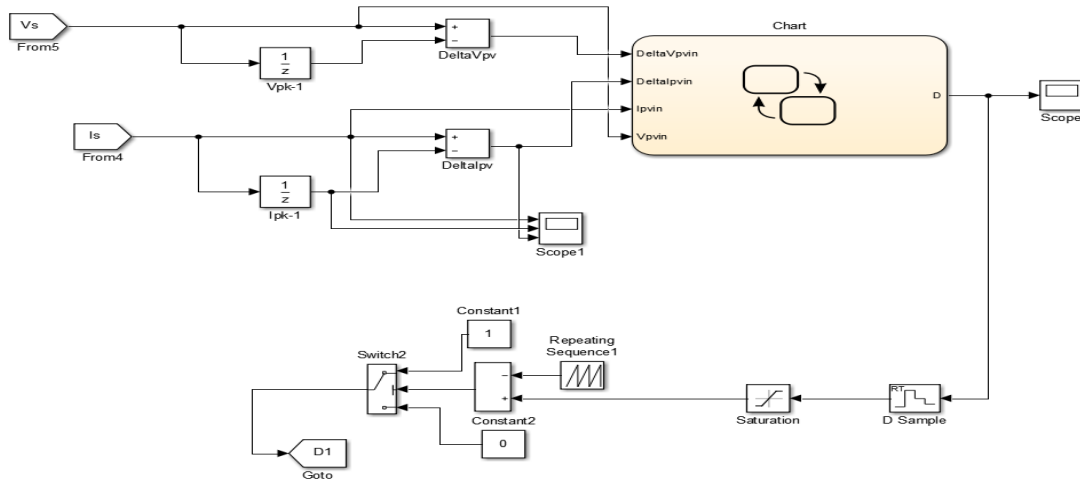 Vs
From5
1
z
Vpk-1
+
−
DeltaVpv
Chart
DeltaVpvin
DeltaIpvin
Ipvin
Vpvin
D
Scope
Is
From4
1
z
Ipk-1
+
−
DeltaIpv
Scope1
Constant1
1
Repeating
Sequence1
Switch2
−
+
Constant2
0
Saturation
RT
D Sample
D1
Goto